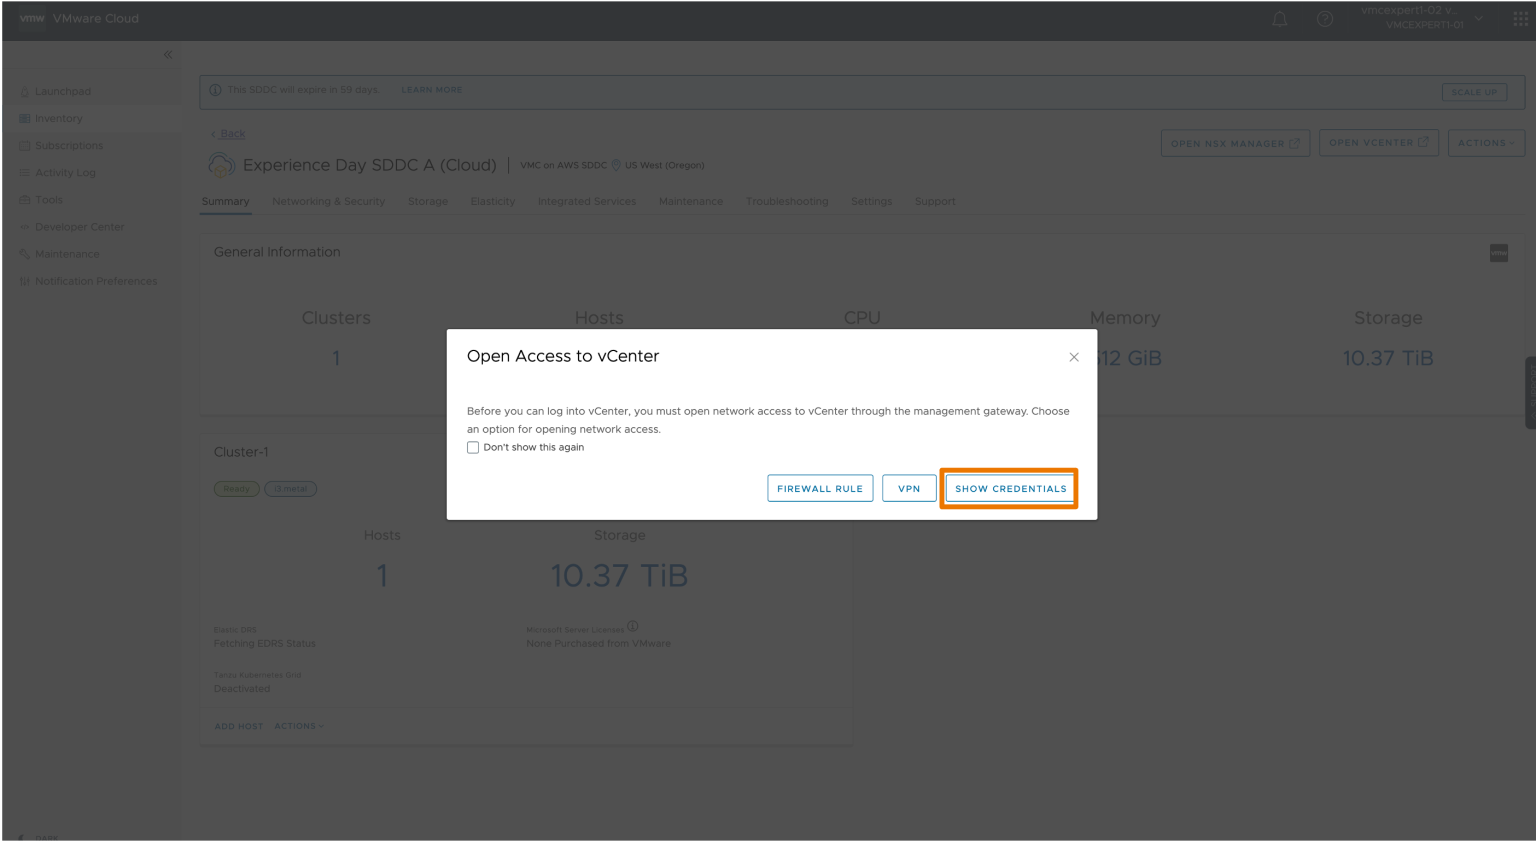 vmw VMware Cloud
vmcexpert1-02 v...
VMCEXPERT1-01
«
Launchpad
Inventory
Subscriptions
Activity Log
Tools
Developer Center
Maintenance
Notification Preferences
This SDDC will expire in 59 days. LEARN MORE
SCALE UP
< Back
Experience Day SDDC A (Cloud) | VMC on AWS SDDC US West (Oregon)
OPEN NSX MANAGER
OPEN VCENTER
ACTIONS
Summary Networking & Security Storage Elasticity Integrated Services Maintenance Troubleshooting Settings Support
General Information
vmw
Clusters Hosts CPU Memory Storage
1 12 GiB 10.37 TiB
Open Access to vCenter
Before you can log into vCenter, you must open network access to vCenter through the management gateway. Choose
an option for opening network access.
Don't show this again
FIREWALL RULE VPN SHOW CREDENTIALS
Cluster-1
Ready i3 metal
Hosts Storage
1 10.37 TiB
Elastic DRS
Fetching EDRS Status
Microsoft Server Licenses
None Purchased from VMware
Tanzu Kubernetes Grid
Deactivated
ADD HOST ACTIONS
DARK